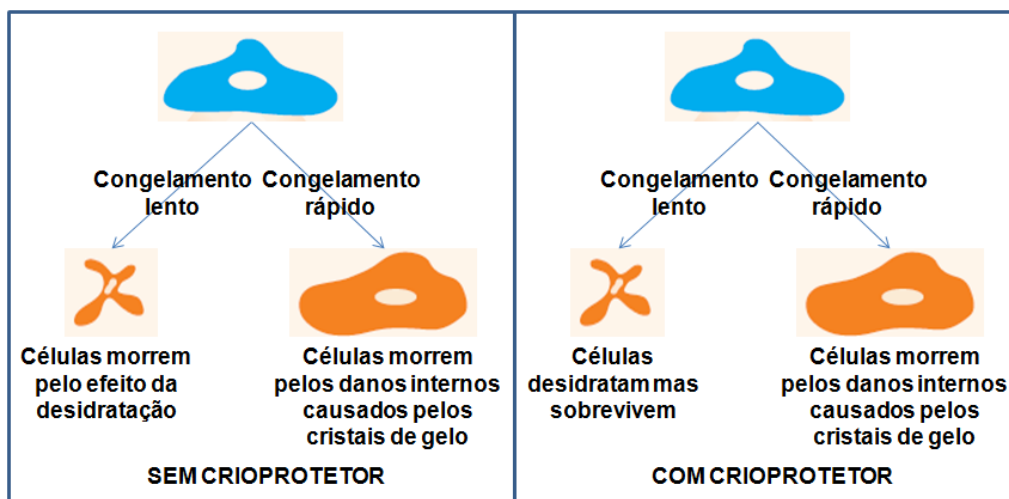 Congelamento lento
Congelamento rápido
Células morrem
pelo efeito da
desidratação
Células morrem
pelos danos internos
causados pelos
cristais de gelo
SEM CRIOPROTETOR
Congelamento lento
Congelamento rápido
Células
desidratam mas
sobrevivem
Células morrem
pelos danos internos
causados pelos
cristais de gelo
COM CRIOPROTETOR